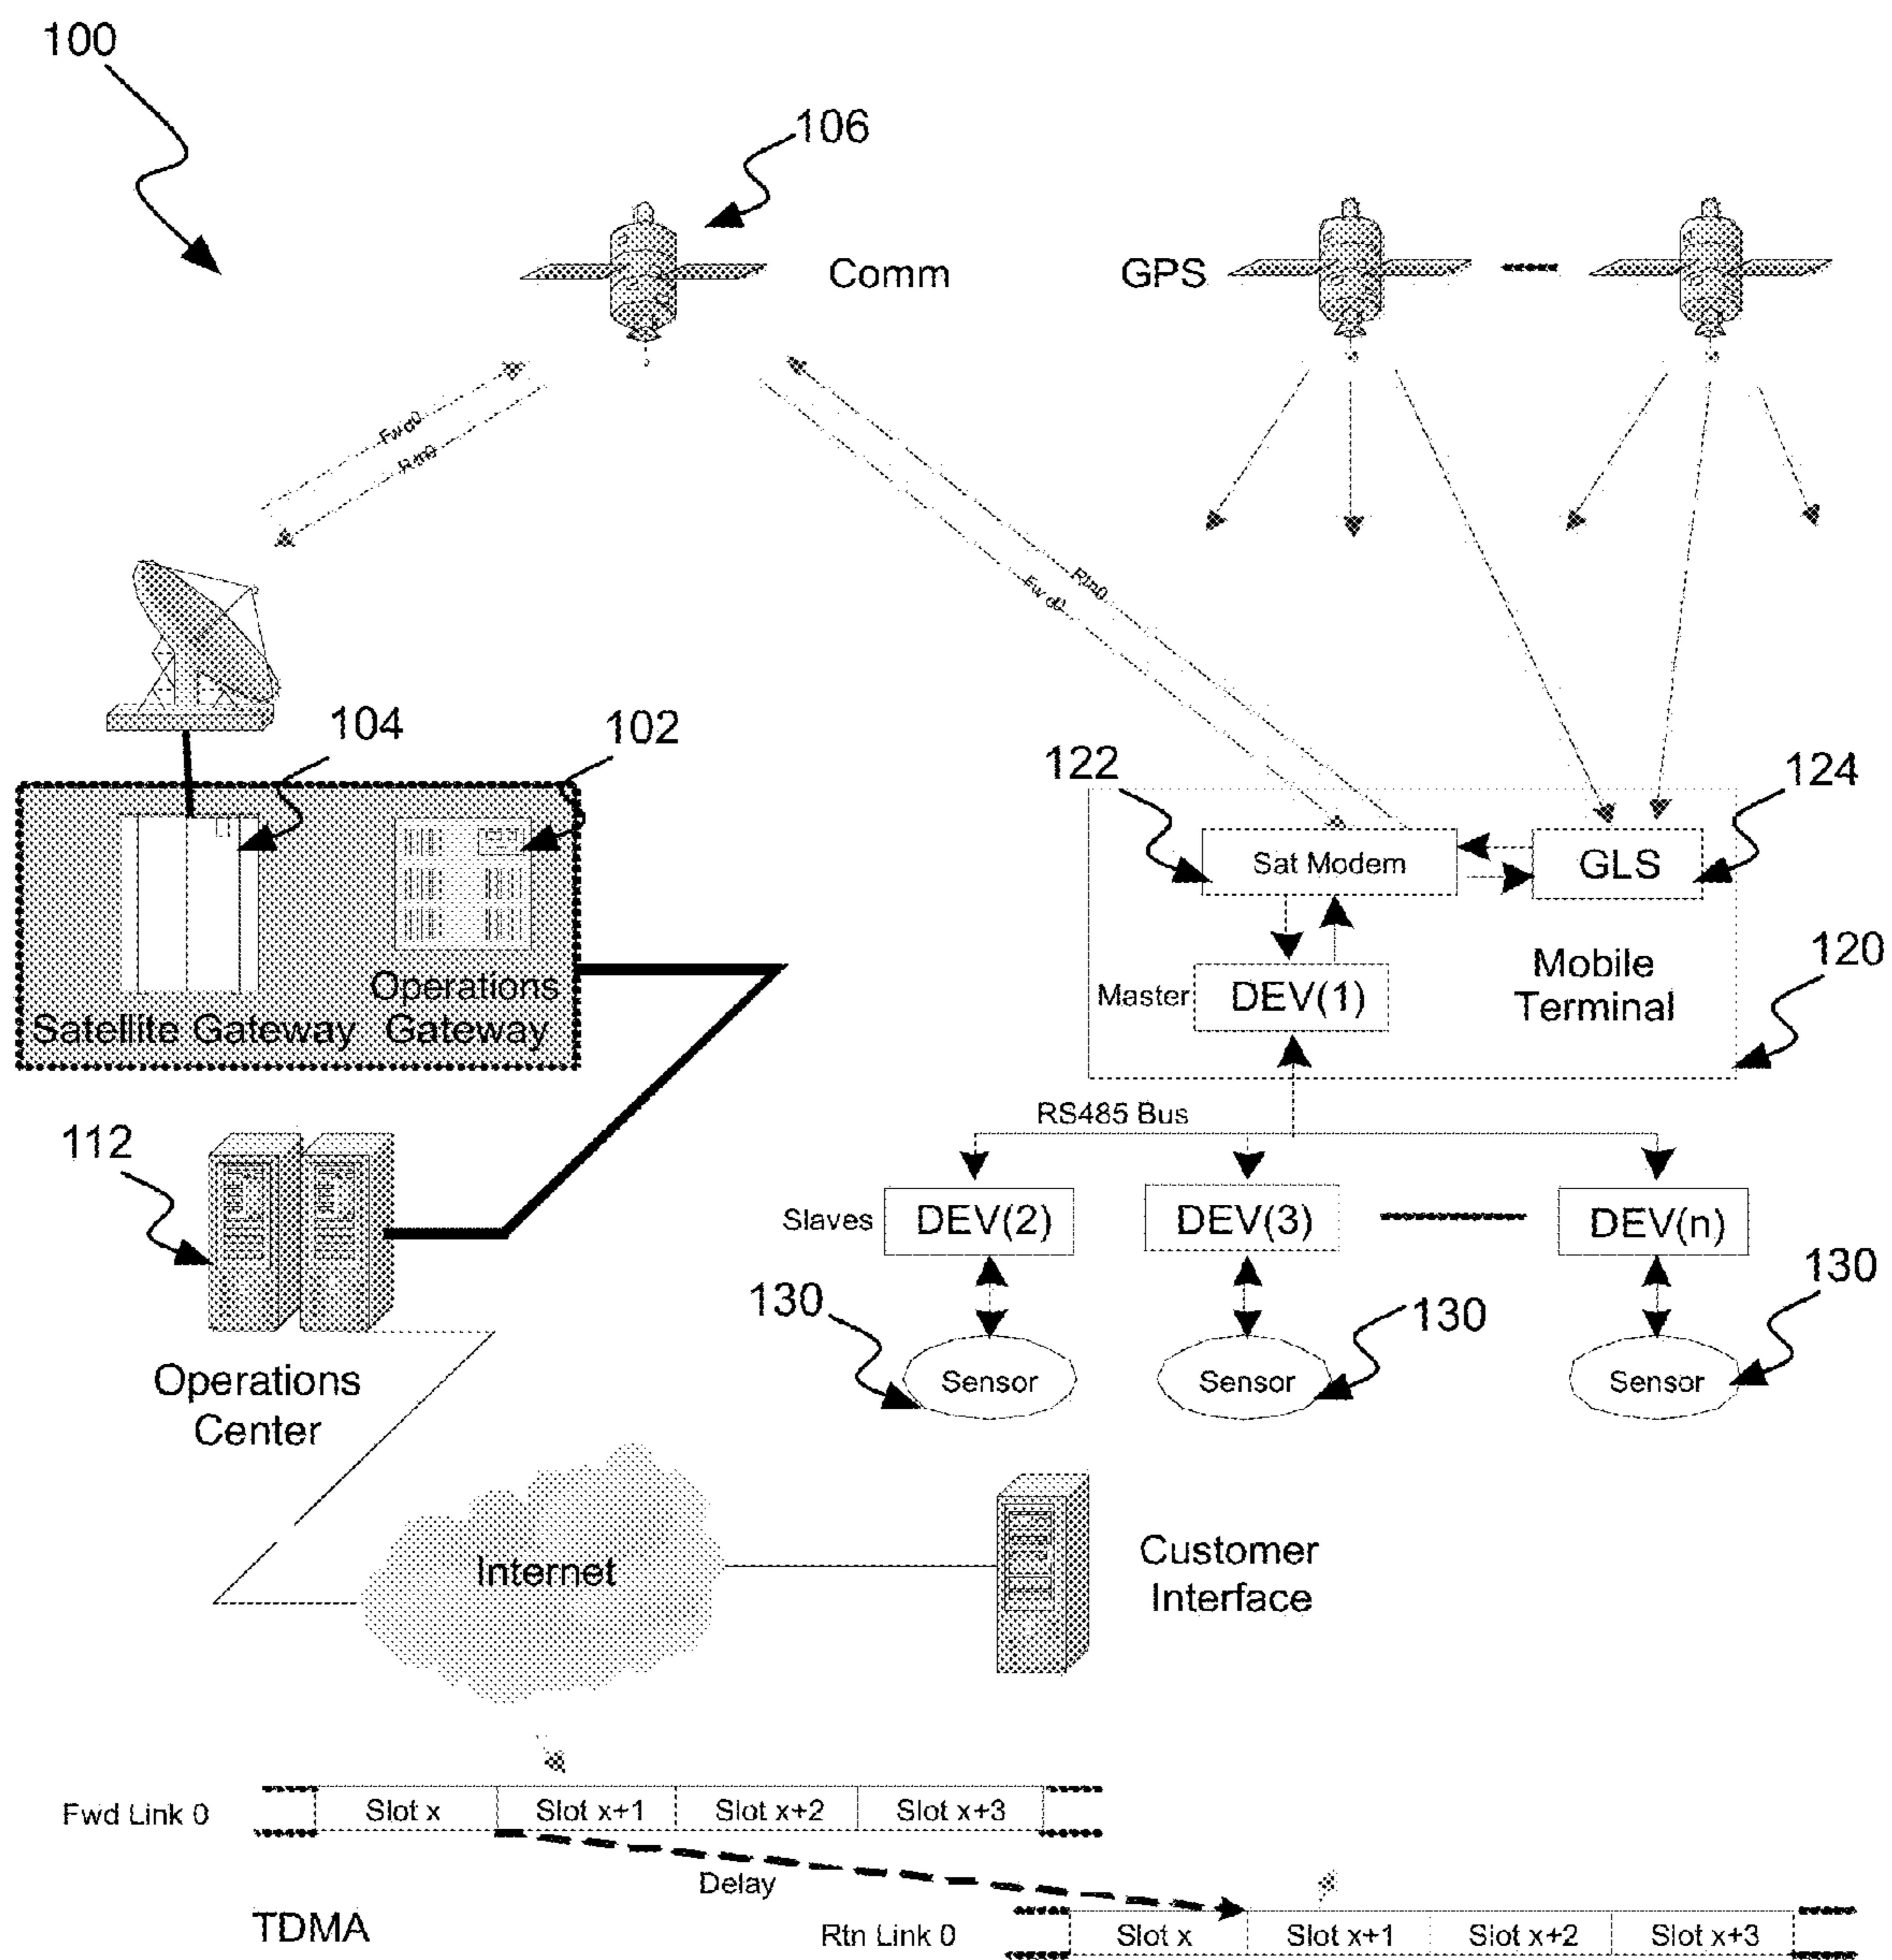 100
106
Comm
GPS
Fwd0
Rtn0
Rtn0
Fwd0
104
102
122
124
Sat Modem
GLS
120
Mobile
Terminal
Master
DEV(1)
Operations
Gateway
Satellite Gateway
RS485 Bus
112
Slaves
DEV(2)
DEV(3)
DEV(n)
130
130
130
Sensor
Sensor
Sensor
Operations
Center
Internet
Customer
Interface
Fwd Link 0
Slot x
Slot x+1
Slot x+2
Slot x+3
Delay
TDMA
Rtn Link 0
Slot x
Slot x+1
Slot x+2
Slot x+3